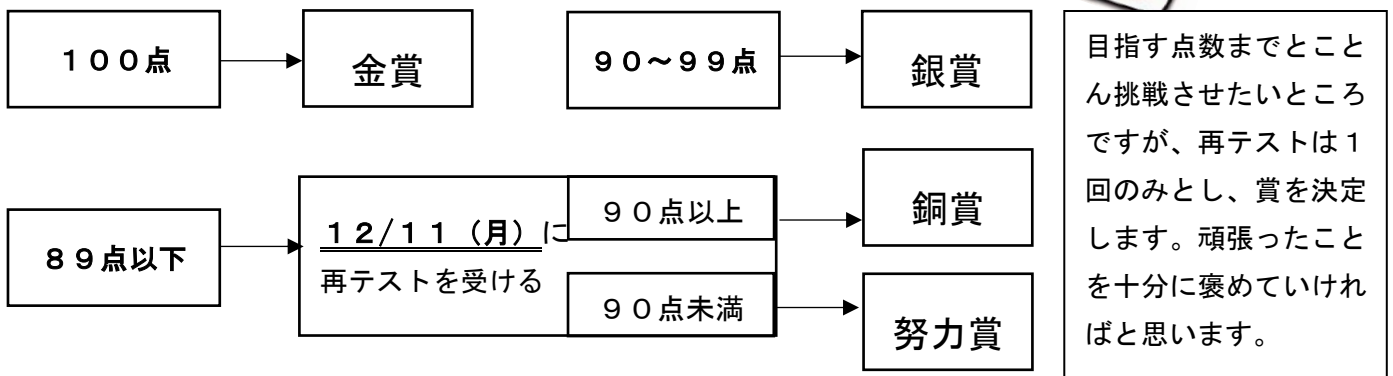 １００点
金賞
９０～９９点
銀賞
８９点以下
１２/１１（月）に
再テストを受ける
９０点以上
銅賞
９０点未満
努力賞
目指す点数までとこと
ん挑戦させたいところ
ですが、再テストは１
回のみとし、賞を決定
します。頑張ったこと
を十分に褒めていけれ
ばと思います。